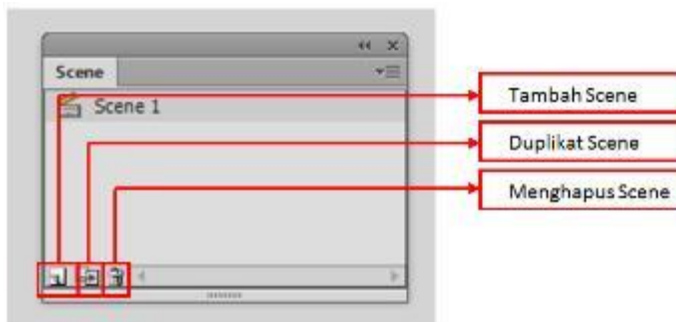 Scene
Scene 1
Tambah Scene
Duplikat Scene
Menghapus Scene